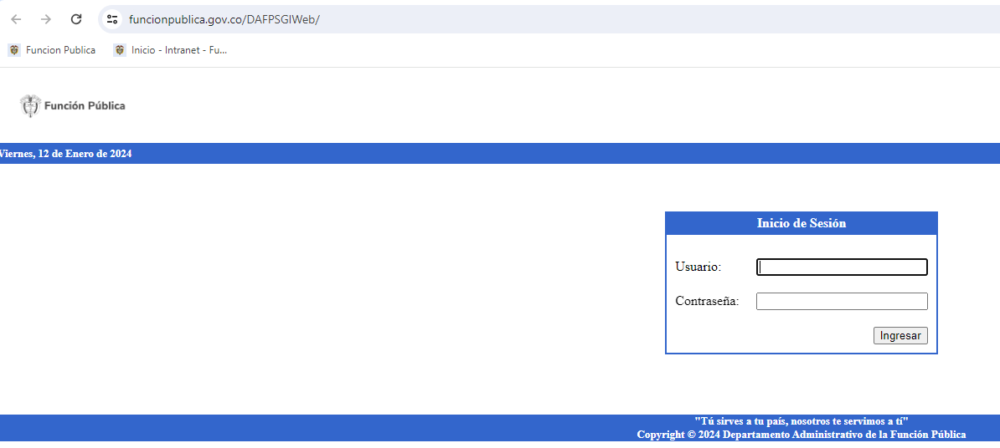 funcionpublica.gov.co/DAFPSGIWeb/
Funcion Publica
Inicio - Intranet - Fu...
Función Pública
Viernes, 12 de Enero de 2024
Inicio de Sesión
Usuario:
Contraseña:
Ingresar
"Tú sirves a tu país, nosotros te servimos a tí"
Copyright © 2024 Departamento Administrativo de la Función Pública